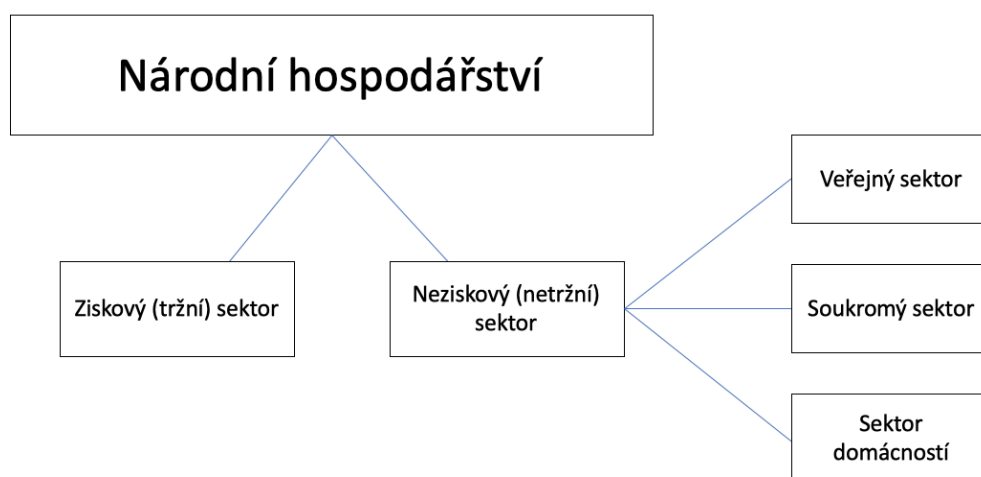 Národní hospodářství
Ziskový (tržní) sektor
Neziskový (netržní)
sektor
Veřejný sektor
Soukromý sektor
Sektor
domácností